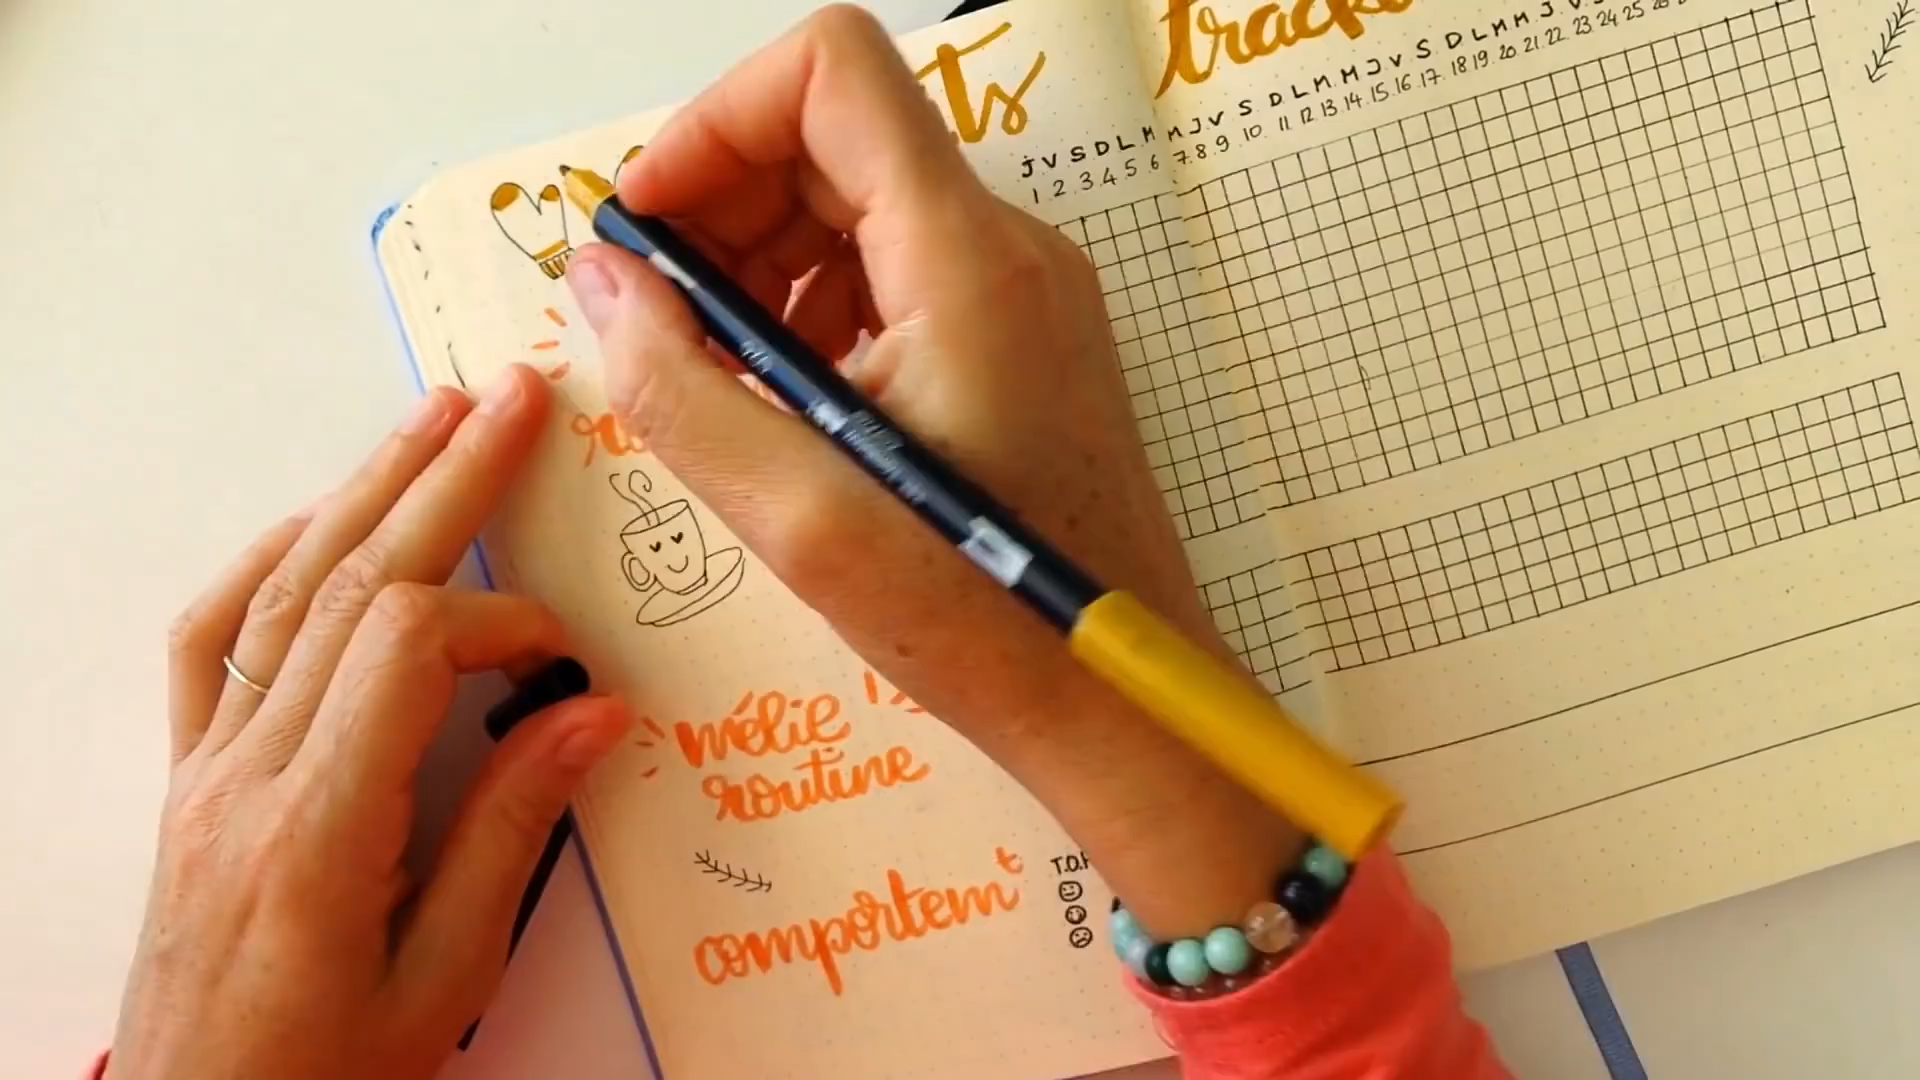 ts
tracke
J V S D L M M J V S D L M M J V S D L M M J V S
1 2 3 4 5 6 7 8 9 10 11 12 13 14 15 16 17 18 19 20 21 22 23 24 25 26
mélie
routine
comportem t
T.O.